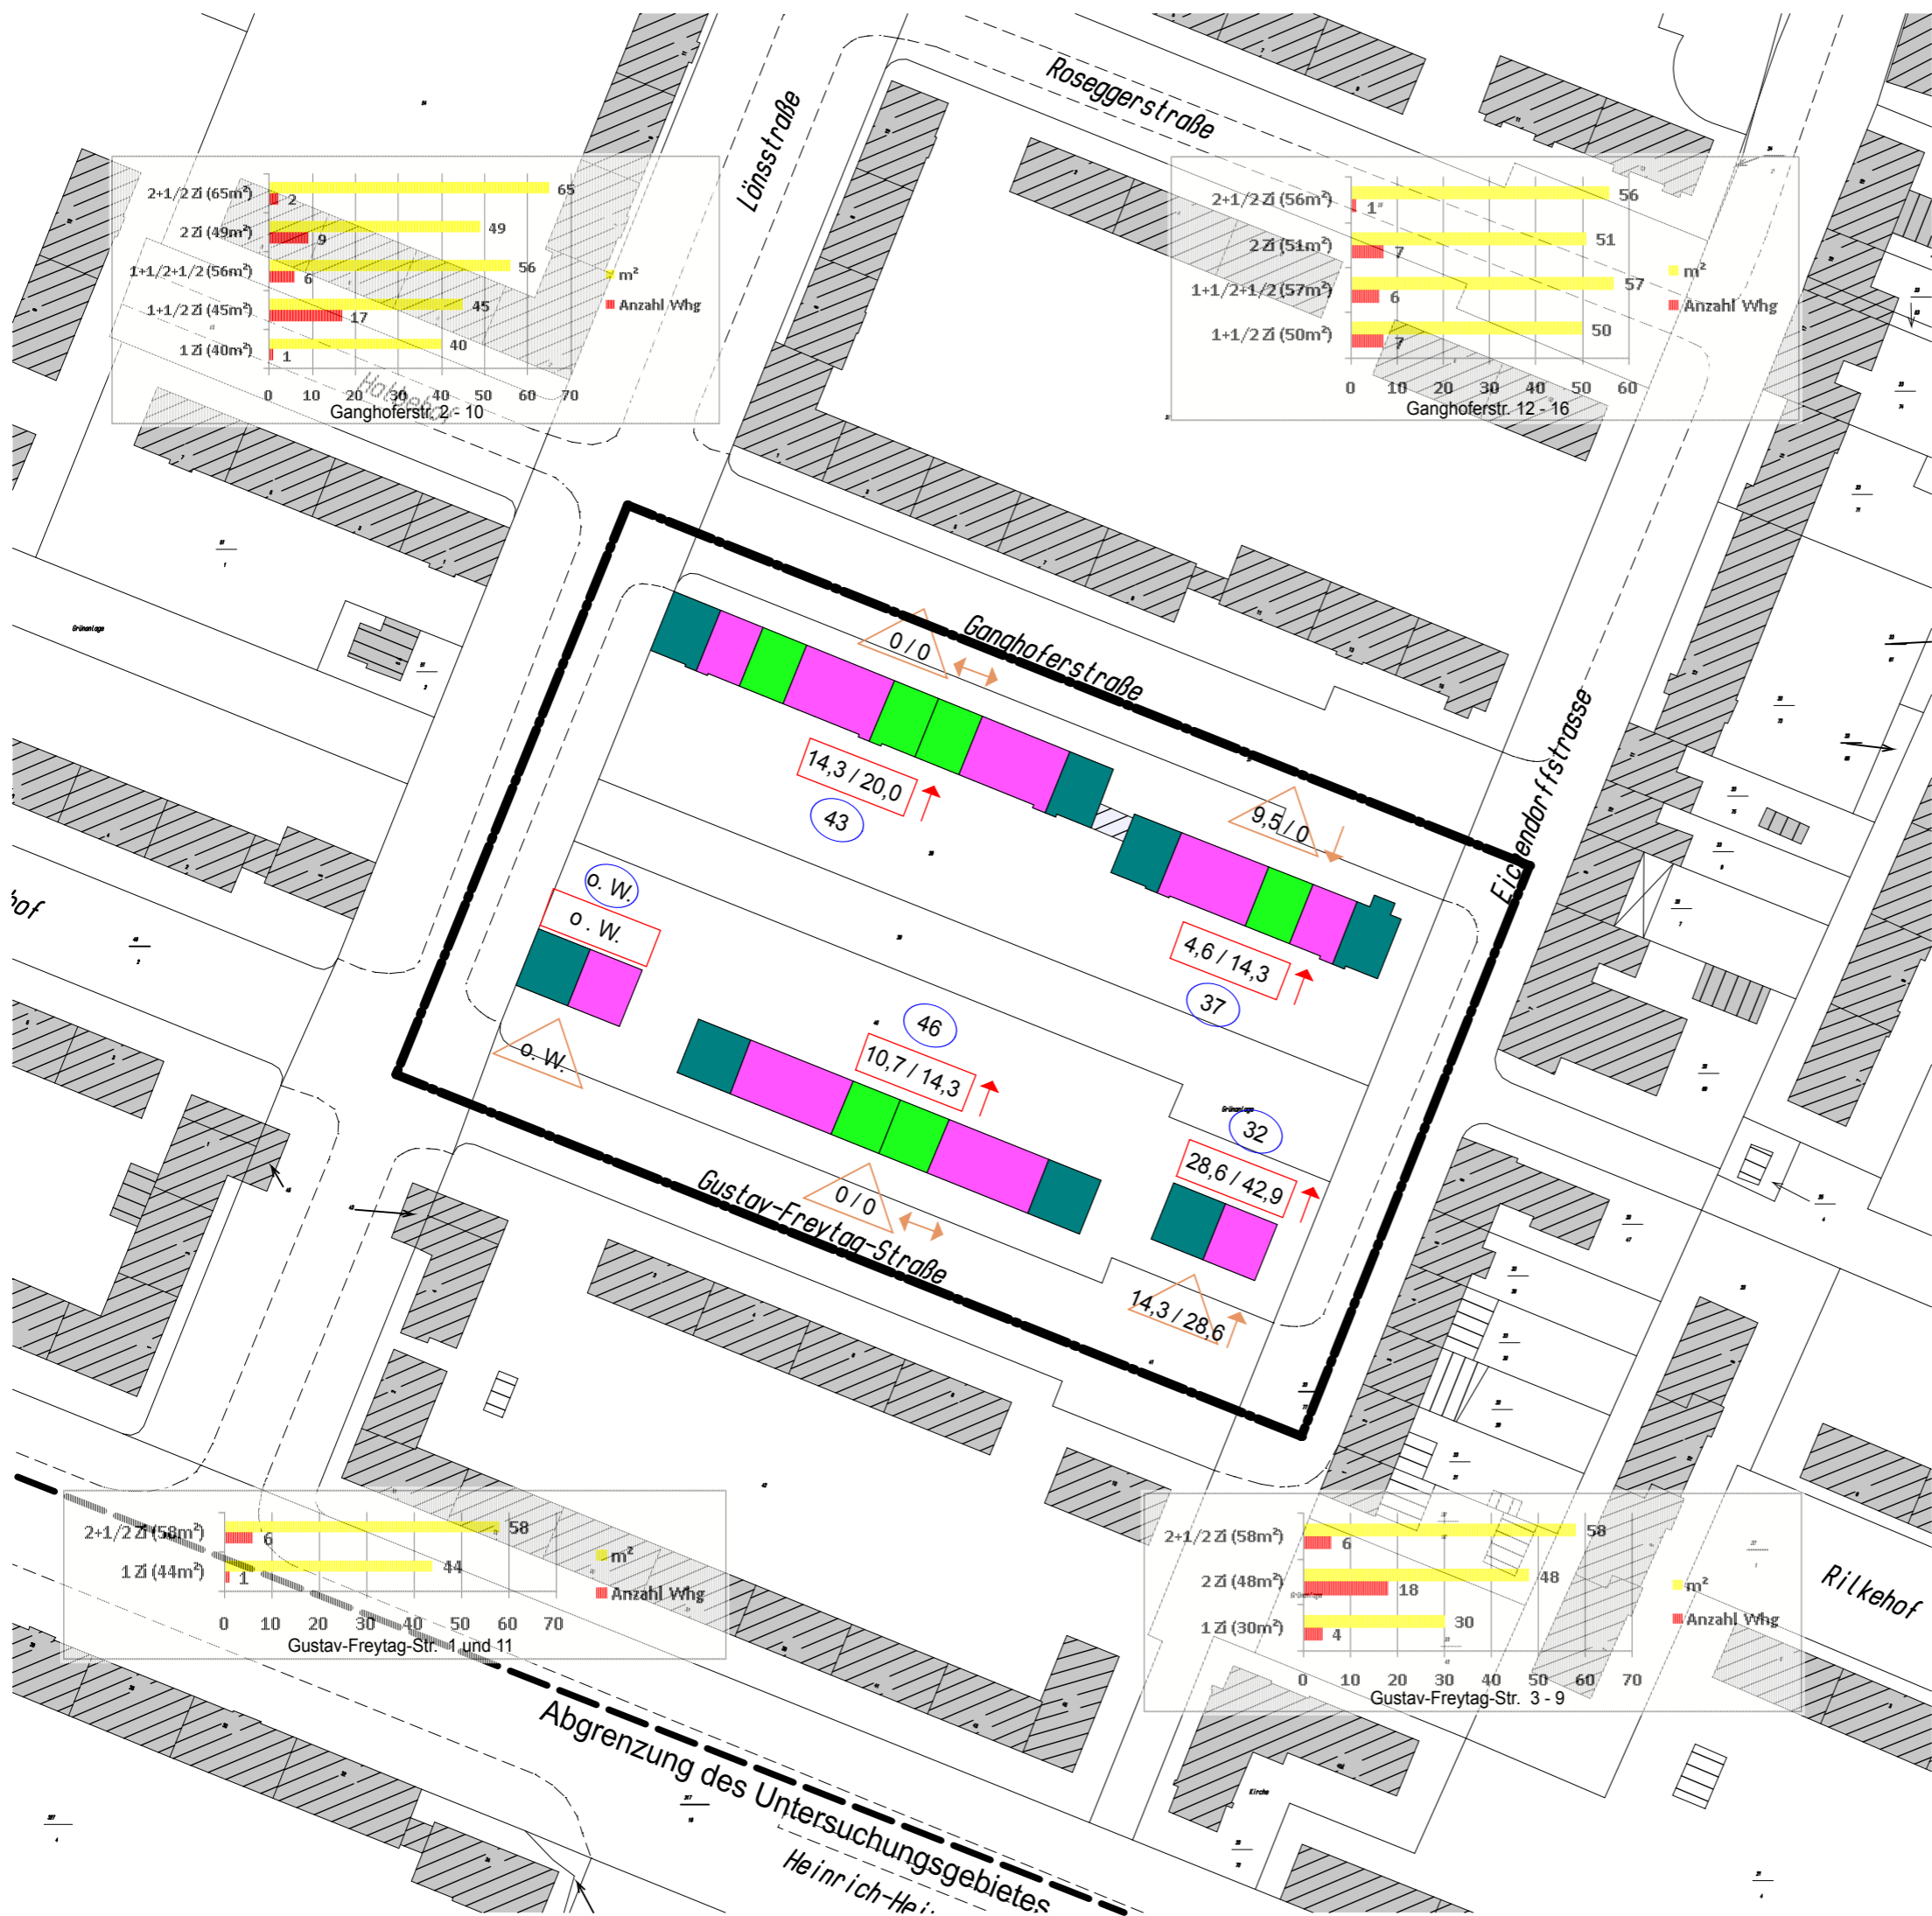 Roseggerstraße
Lönsstraße
2+1/2 Zi (65m²) 65
2
2 Zi (49m²) 49
9
1+1/2+1/2 (56m²) 56
6
1+1/2 Zi (45m²) 45
17
1 Zi (40m²) 40
1
0 10 20 30 40 50 60 70
m²
Anzahl Whg
Ganghoferstr. 2 - 10
2+1/2 Zi (56m²) 56
1
2 Zi (51m²) 51
7
1+1/2+1/2 (57m²) 57
6
1+1/2 Zi (50m²) 50
7
0 10 20 30 40 50 60
m²
Anzahl Whg
Ganghoferstr. 12 - 16
Grünanlage
Ganghoferstraße
0 / 0
14,3 / 20,0
43
9,5 / 0
Eichendorffstrasse
4,6 / 14,3
37
o. W.
o . W.
o. W.
46
10,7 / 14,3
Grünanlage
32
28,6 / 42,9
0 / 0
Gustav-Freytag-Straße
14,3 / 28,6
hof
2+1/2 Zi (58m²) 58
6
1 Zi (44m²) 44
1
0 10 20 30 40 50 60 70
m²
Anzahl Whg
Gustav-Freytag-Str. 1 und 11
2+1/2 Zi (58m²) 58
6
2 Zi (48m²) 48
18
1 Zi (30m²) 30
4
0 10 20 30 40 50 60 70
m²
Anzahl Whg
Gustav-Freytag-Str. 3 - 9
Rilkehof
Kirche
Abgrenzung des Untersuchungsgebietes
Heinrich-Hei